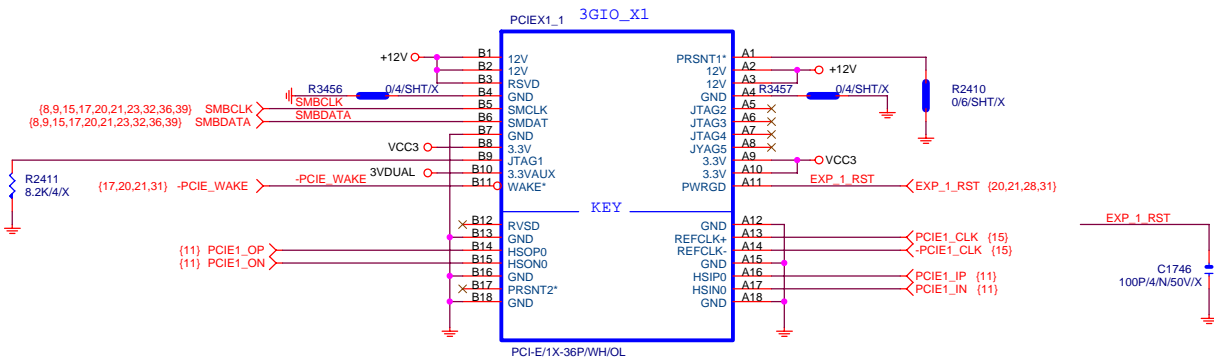 3GIO_X1
PCIEX1_1
+12V
B1 12V
B2 12V
B3 RSVD
B4 GND
B5 SMCLK
B6 SMDAT
B7 GND
B8 3.3V
B9 JTAG1
B10 3.3VAUX
B11 WAKE*
KEY
B12 RVSD
B13 GND
B14 HSOP0
B15 HSON0
B16 GND
B17 PRSNT2*
B18 GND
PRSNT1* A1
12V A2
12V A3
GND A4
JTAG2 A5
JTAG3 A6
JTAG4 A7
JYAG5 A8
3.3V A9
3.3V A10
PWRGD A11
GND A12
REFCLK+ A13
REFCLK- A14
GND A15
HSIP0 A16
HSIN0 A17
GND A18
R3456 0/4/SHT/X
{8,9,15,17,20,21,23,32,36,39} SMBCLK SMBCLK
{8,9,15,17,20,21,23,32,36,39} SMBDATA SMBDATA
VCC3
3VDUAL
R2411
8.2K/4/X
{17,20,21,31} -PCIE_WAKE -PCIE_WAKE
{11} PCIE1_OP
{11} PCIE1_ON
+12V
R3457 0/4/SHT/X
R2410
0/6/SHT/X
VCC3
EXP_1_RST EXP_1_RST {20,21,28,31}
PCIE1_CLK {15}
-PCIE1_CLK {15}
PCIE1_IP {11}
PCIE1_IN {11}
EXP_1_RST
C1746
100P/4/N/50V/X
PCI-E/1X-36P/WH/OL